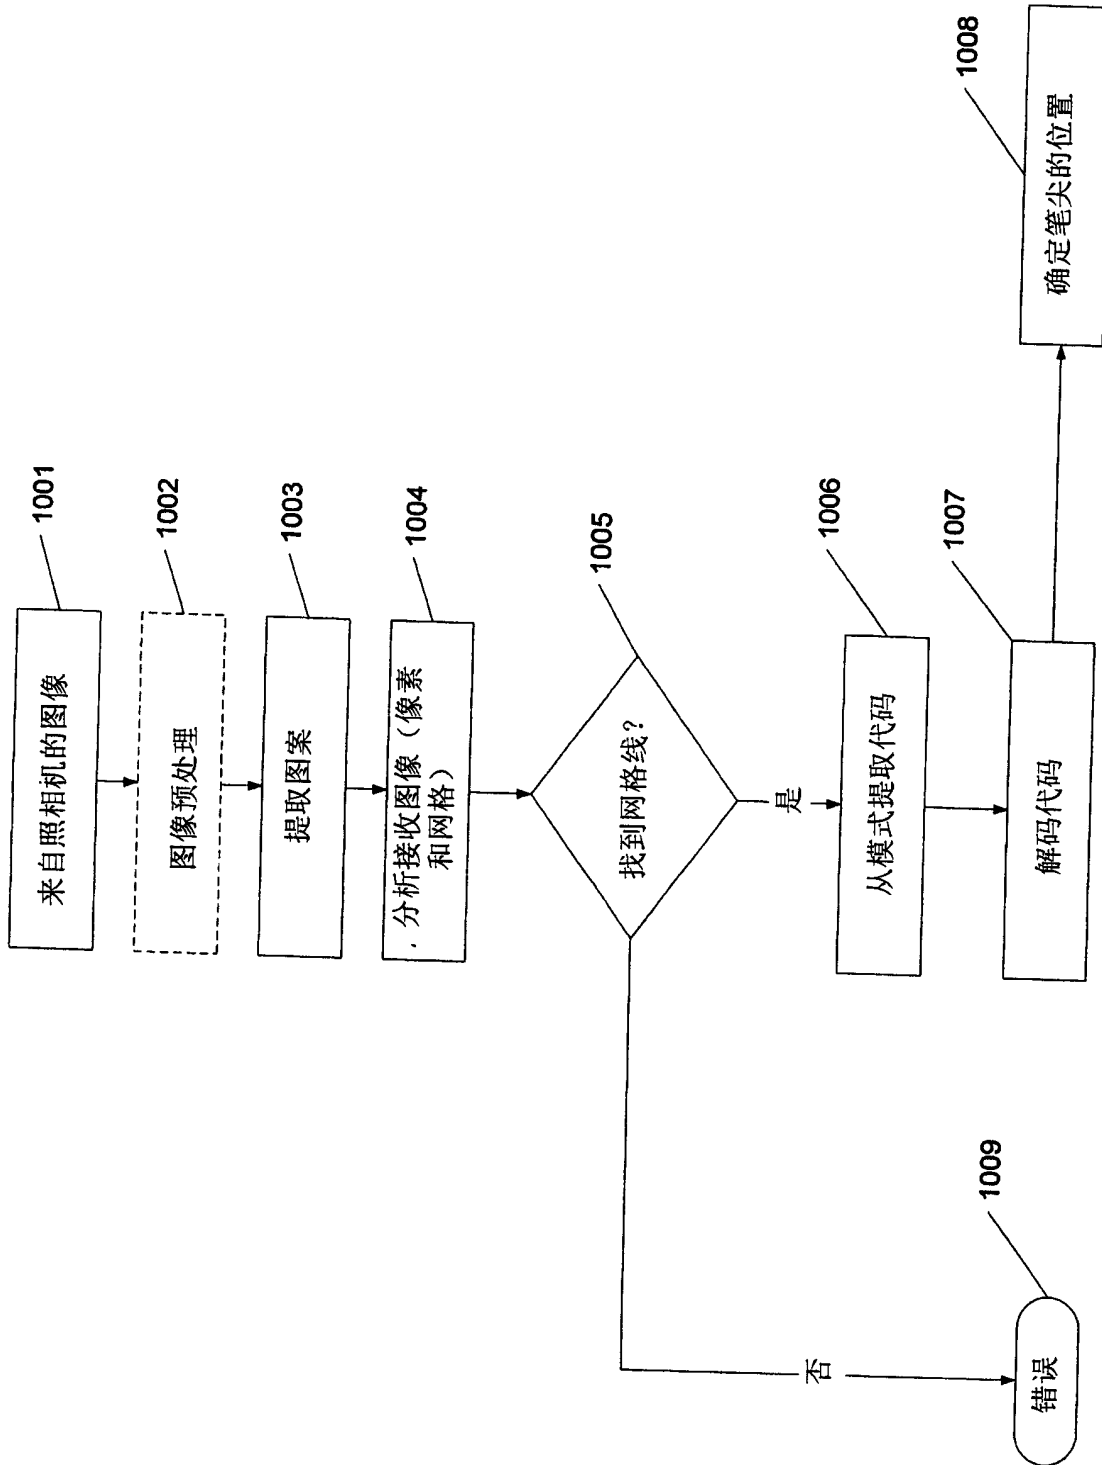 来自照相机的图像
1001
图像预处理
1002
提取图案
1003
分析接收图像（像素
和网格）
1004
找到网格线？
1005
是
否
从模式提取代码
1006
解码代码
1007
确定笔尖的位置
1008
错误
1009